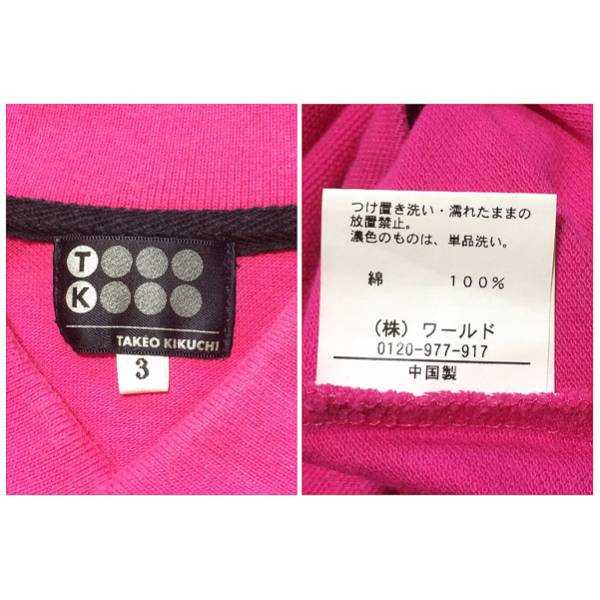 T
K
TAKEO KIKUCHI
3
つけ置き洗い・濡れたままの
放置禁止。
濃色のものは、単品洗い。
綿 100%
(株) ワールド
0120-977-917
中国製